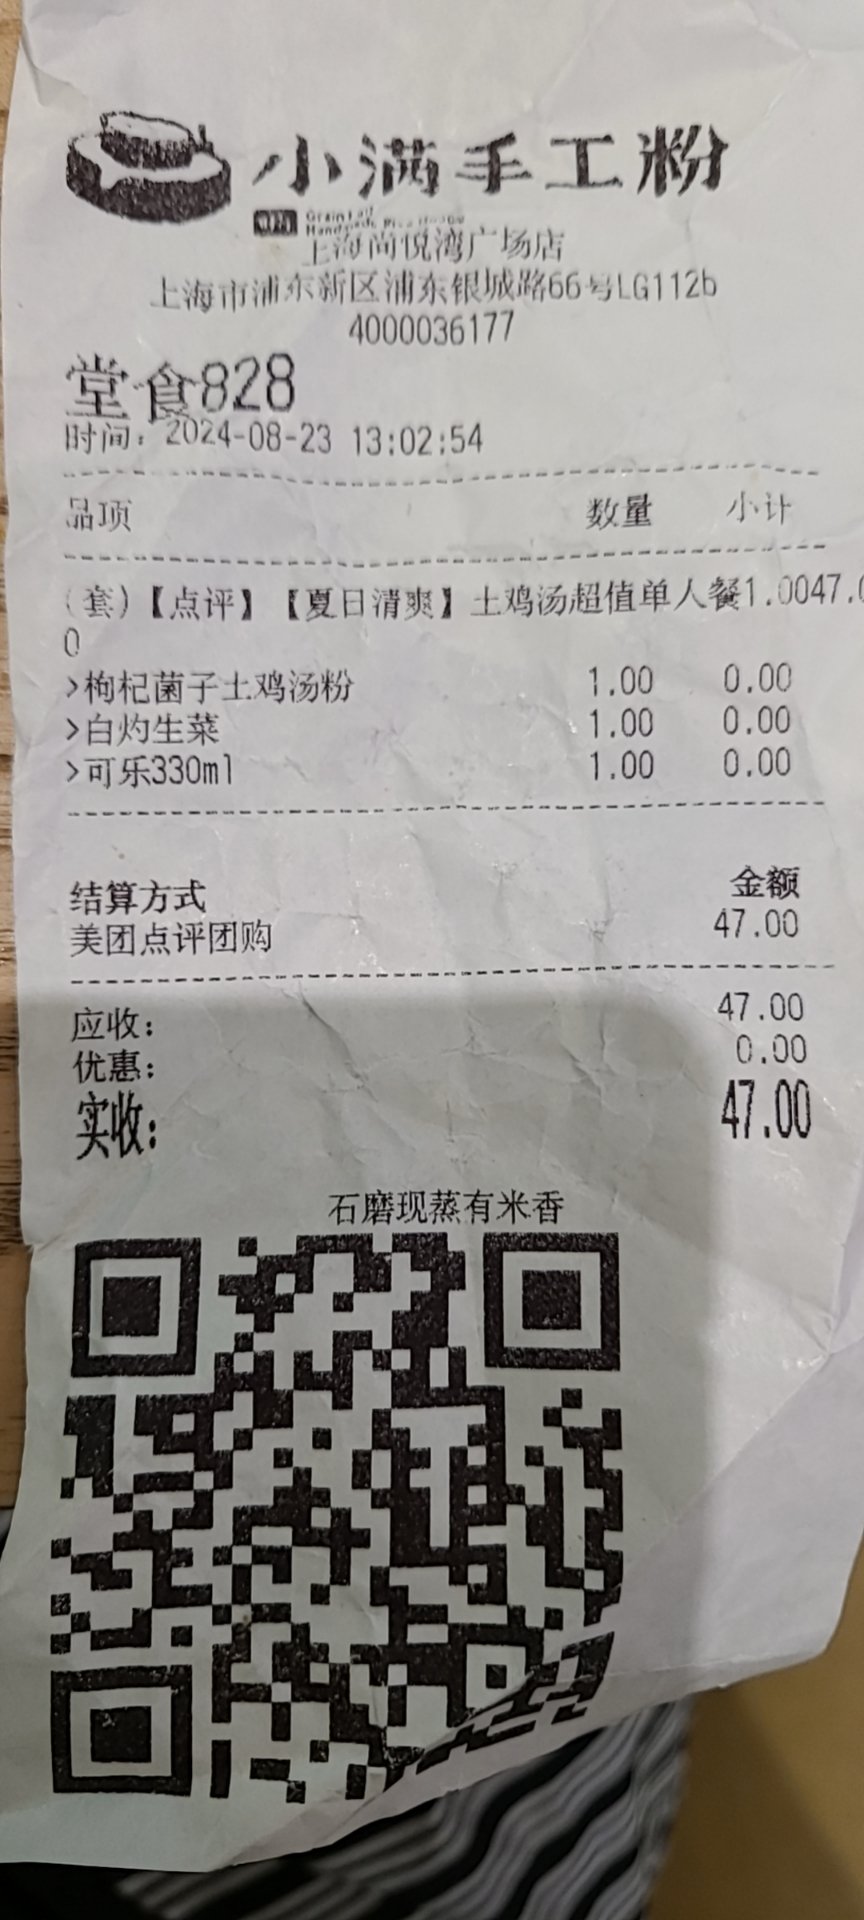 小满手工粉
上海尚悦湾广场店
上海市浦东新区浦东银城路66号LG112b
4000036177
堂食828
时间：2024-08-23 13:02:54
品项 数量 小计
(套)【点评】【夏日清爽】土鸡汤超值单人餐1.0047.0
0
>枸杞菌子土鸡汤粉 1.00 0.00
>白灼生菜 1.00 0.00
>可乐330ml 1.00 0.00
结算方式 金额
美团点评团购 47.00
应收： 47.00
优惠： 0.00
实收： 47.00
石磨现蒸有米香